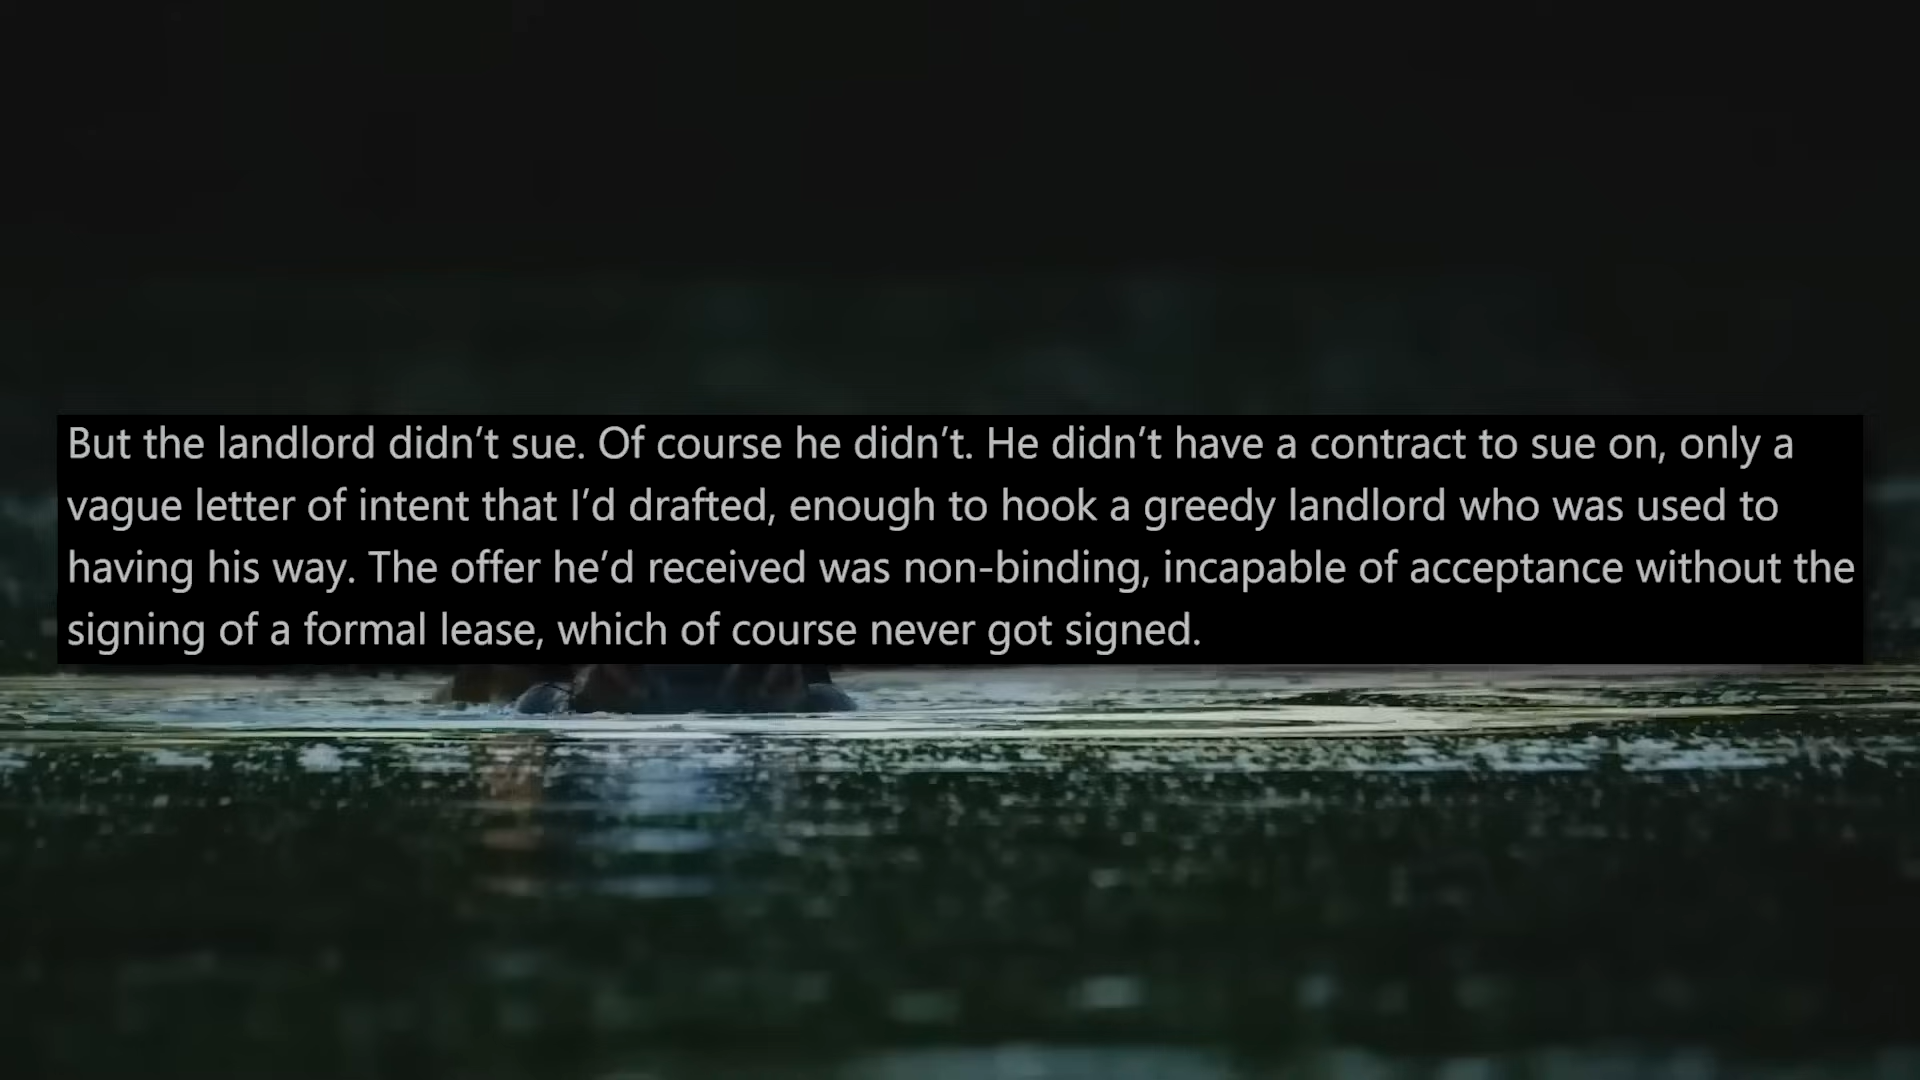 But the landlord didn’t sue. Of course he didn’t. He didn’t have a contract to sue on, only a
vague letter of intent that I’d drafted, enough to hook a greedy landlord who was used to
having his way. The offer he’d received was non-binding, incapable of acceptance without the
signing of a formal lease, which of course never got signed.